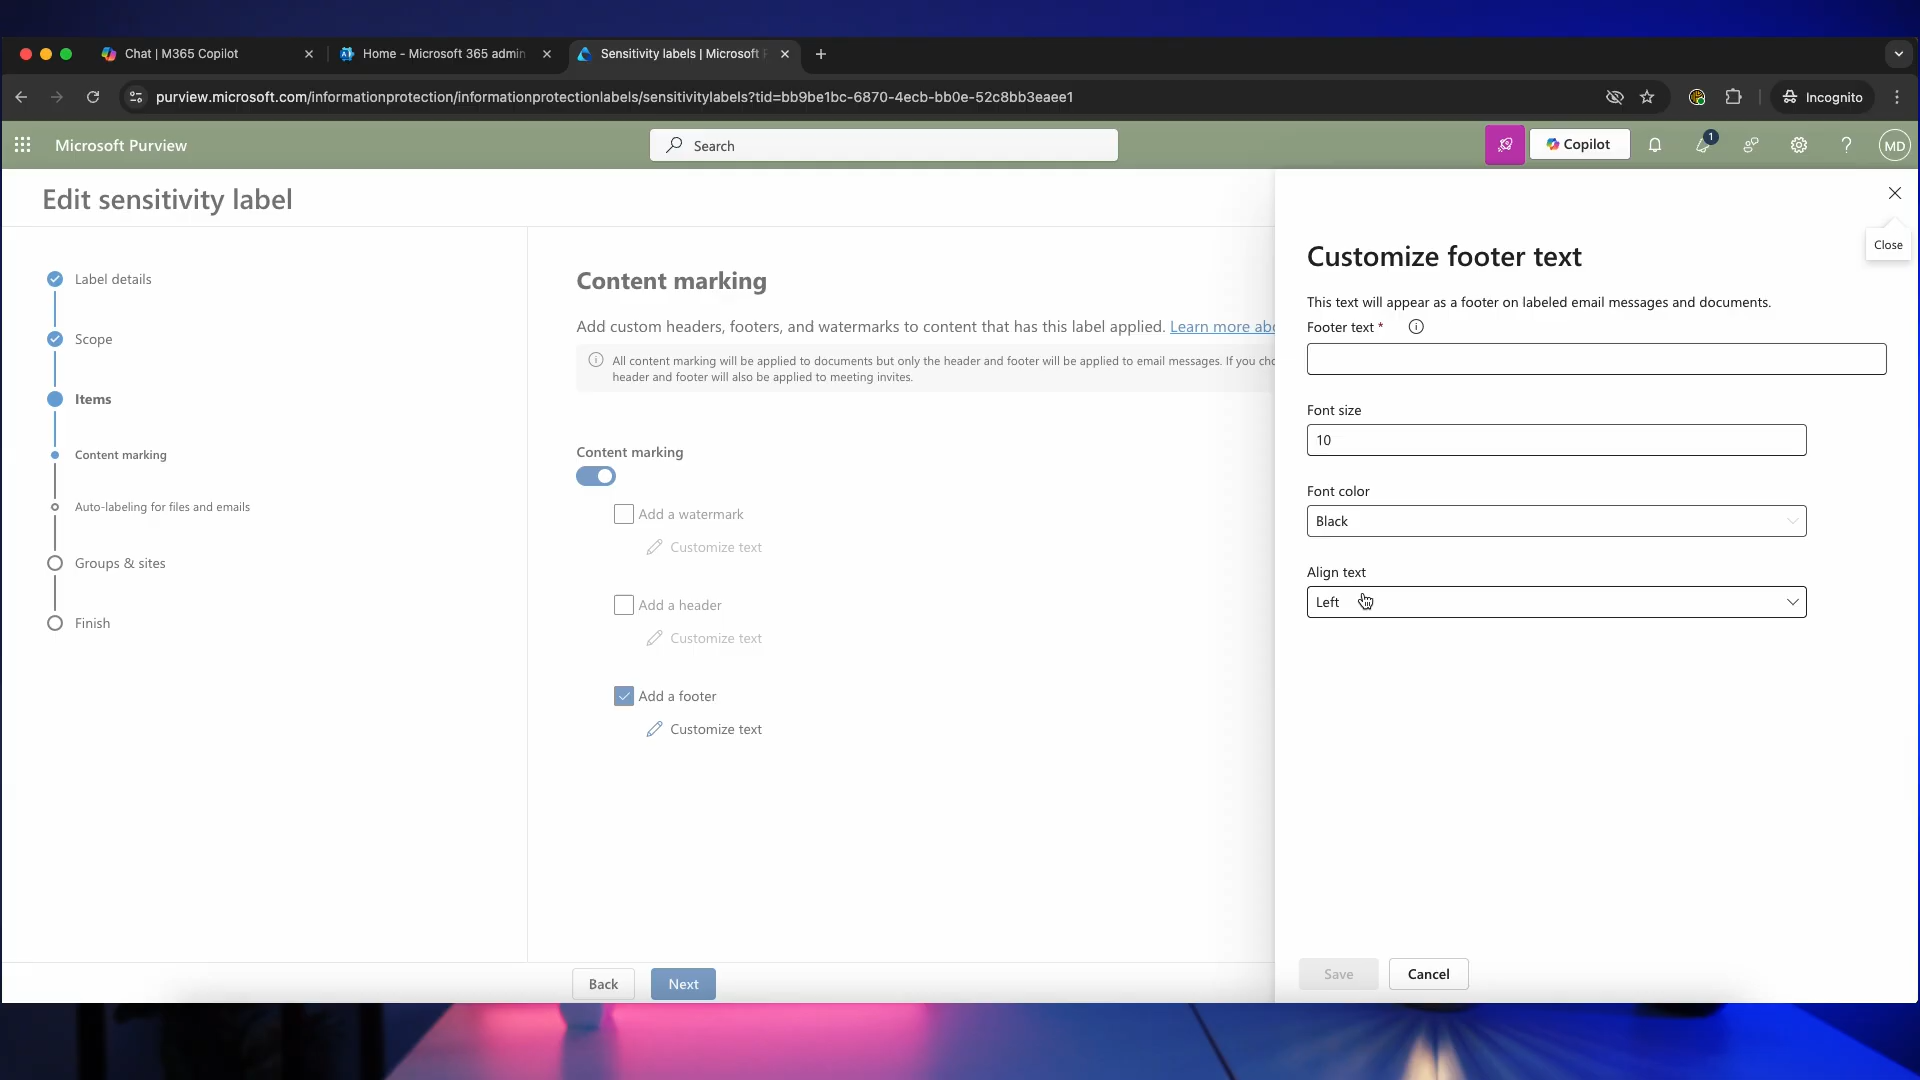 Chat | M365 Copilot
Home - Microsoft 365 admin
Sensitivity labels | Microsoft P
purview.microsoft.com/informationprotection/informationprotectionlabels/sensitivitylabels?tid=bb9be1bc-6870-4ecb-bb0e-52c8bb3eaee1
Incognito
Microsoft Purview
Search
Copilot
1
MD
Edit sensitivity label
Close
Label details
Scope
Items
Content marking
Auto-labeling for files and emails
Groups & sites
Finish
Content marking
Add custom headers, footers, and watermarks to content that has this label applied. Learn more abo
All content marking will be applied to documents but only the header and footer will be applied to email messages. If you cho
header and footer will also be applied to meeting invites.
Content marking
Add a watermark
Customize text
Add a header
Customize text
Add a footer
Customize text
Back
Next
Customize footer text
This text will appear as a footer on labeled email messages and documents.
Footer text *
Font size
10
Font color
Black
Align text
Left
Save
Cancel